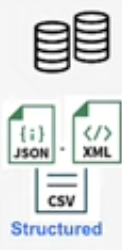 {;} </>
JSON . XML
CSV
Structured